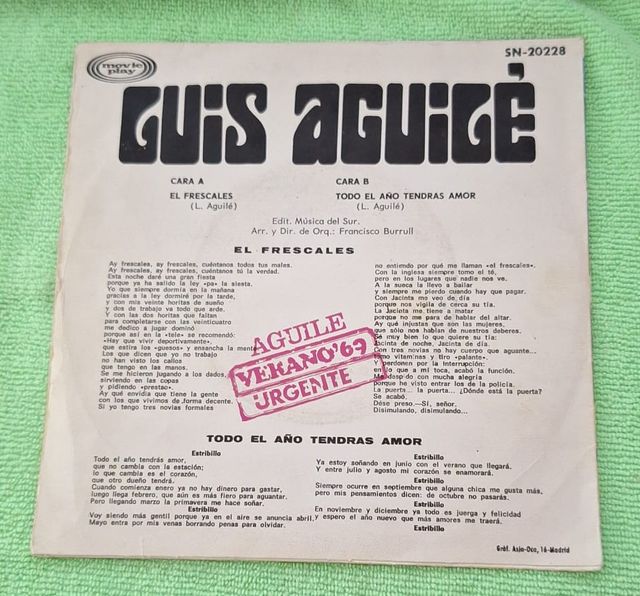 movie
play
SN-20228
LUIS AGUILÉ
CARA A
EL FRESCALES
(L. Aguilé)
CARA B
TODO EL AÑO TENDRAS AMOR
(L. Aguilé)
Edit. Música del Sur.
Arr. y Dir. de Orq.: Francisco Burrull
EL FRESCALES
Ay frescales, ay frescales, cuéntanos todos tus males.
Ay frescales, ay frescales, cuéntanos tú la verdad.
Esta noche daré una gran fiesta
porque ya ha salido la ley «pa» la siesta.
Yo que siempre dormía en la mañana
gracias a la ley dormiré por la tarde,
y con mis veinte horitas de sueño
y dos de trabajo va todo que arde.
Y con las dos horitas que faltan
para completarse con las veinticuatro
me dedico a jugar dominó
porque así en la «tele» se recomendó:
«Hay que vivir deportivamente».
que estira los «guesos» y ensancha la mente
Los que dicen que yo no trabajo
no han visto los callos
que tengo en las manos.
Se me hicieron jugando a los dedos,
sirviendo en las copas
y pidiendo «prestao».
Ay qué envidia que tiene la gente
con los que vivimos de forma decente.
Si yo tengo tres novias formales
no entiendo por qué me llaman «el frescales».
Con la inglesa siempre tomo el té,
pero en los lugares que nadie nos ve.
A la sueca la llevo a bailar
y siempre me pierdo cuando hay que pagar.
Con Jacinta me veo de día
porque nos vigila de cerca su tía.
La Jacinta me tiene a matar
porque no me para de hablar del altar.
Ay qué injustas que son las mujeres,
que sólo nos hablan de nuestros deberes.
Sé muy bien lo que quiere su tía:
Jacinta de noche, Jacinta de día.
Con tres novias no hay cuerpo que aguante...
vitaminas y tiro «palante».
perdonen por la interrupción:
en lo que a mí toca, acabó la función.
Me despido con mucha alegría
porque he visto entrar los de la policía.
La puerta... la puerta... ¿Dónde está la puerta?
Se acabó.
Dése preso.—Sí, señor.
Disimulando, disimulando...
AGUILE
VERANO'69
URGENTE
TODO EL AÑO TENDRAS AMOR
Estribillo
Todo el año tendrás amor,
que no cambia con la estación;
lo que cambia es el corazón,
que otro dueño tendrá.
Cuando comienza enero ya no hay dinero para gastar,
luego llega febrero, que aún es más fiero para aguantar.
Pero llegando marzo la primavera me hace soñar.
Estribillo
Voy siendo más gentil porque ya en el aire se anuncia abril.
Mayo entra por mis venas borrando penas para olvidar.
Estribillo
Ya estoy soñando en junio con el verano que llegará.
Y entre julio y agosto mi corazón se enamorará.
Estribillo
Siempre ocurre en septiembre que alguna chica me gusta más,
pero mis pensamientos dicen: de octubre no pasarás.
Estribillo
En noviembre y diciembre ya todo es juerga y felicidad
y espero el año nuevo que más amores me traerá.
Estribillo
Gráf. Asin-Oca, 16-Madrid